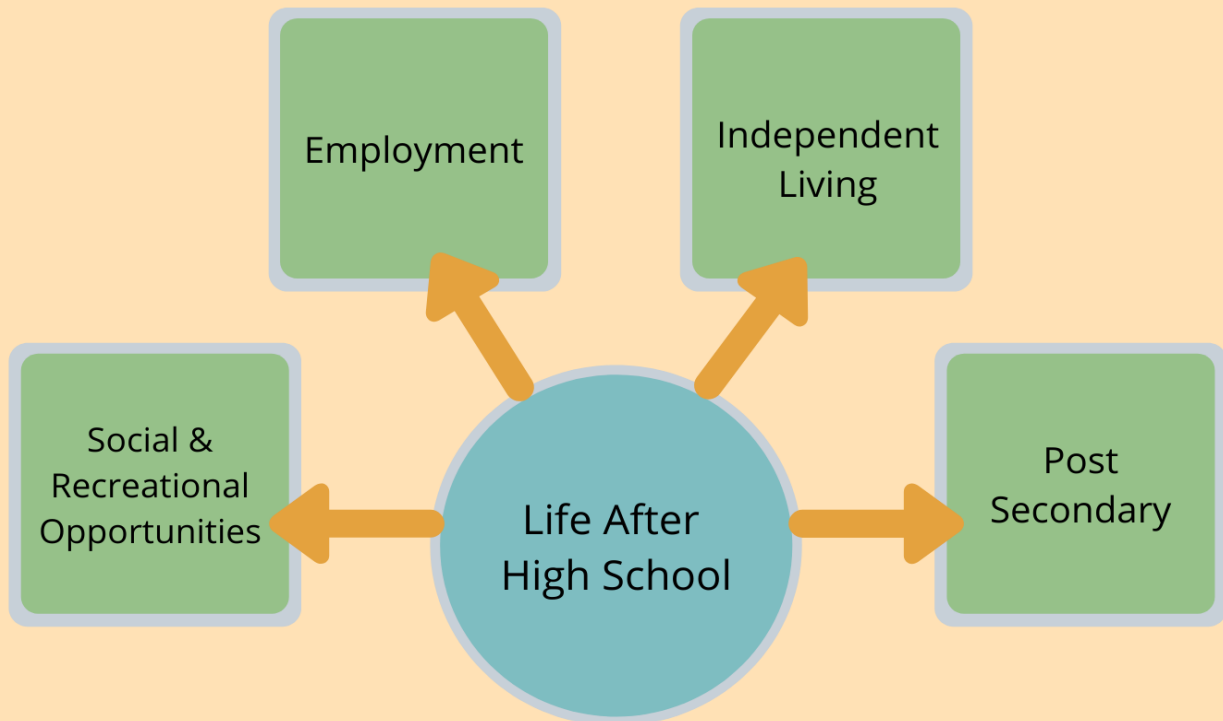 Employment
Independent
Living
Social &
Recreational
Opportunities
Post
Secondary
Life After
High School